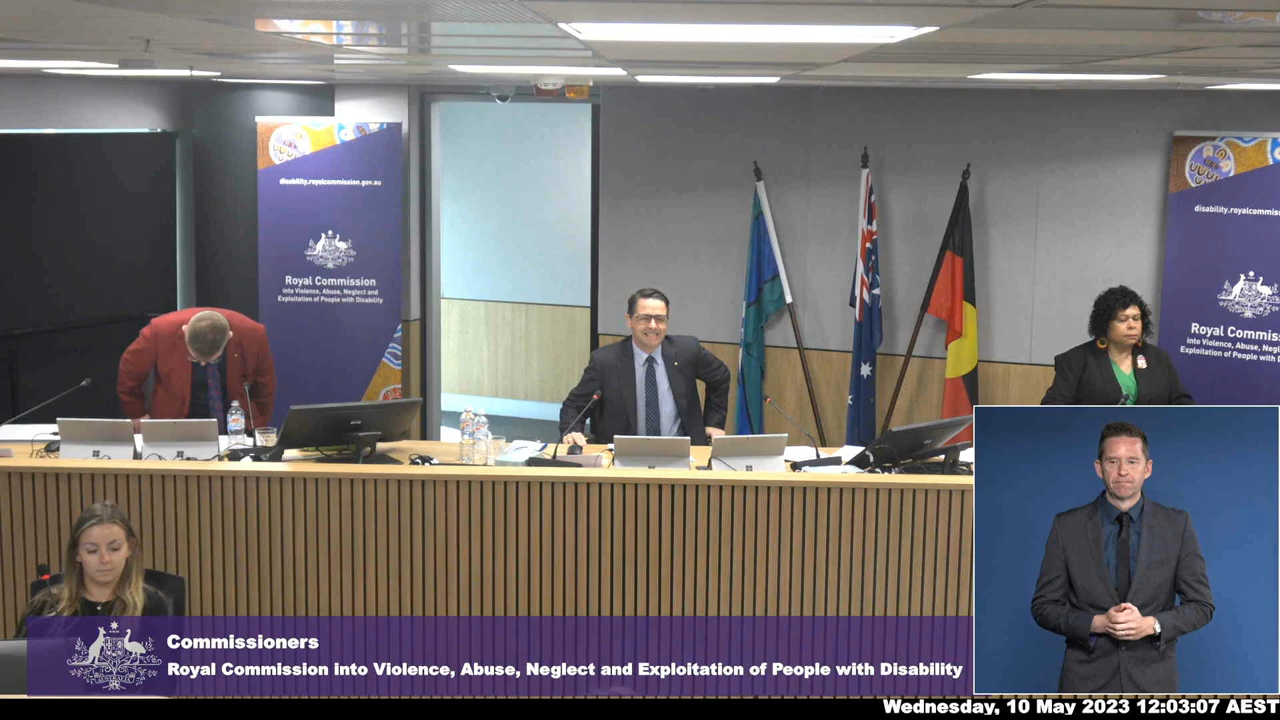 disability.royalcommission.gov.au
Royal Commission
into Violence, Abuse, Neglect and
Exploitation of People with Disability
disability.royalcommiss
Royal Commiss
into Violence, Abuse, Negl
Exploitation of People with D
Commissioners
Royal Commission into Violence, Abuse, Neglect and Exploitation of People with Disability
AUSTRALIA
Wednesday, 10 May 2023 12:03:07 AEST